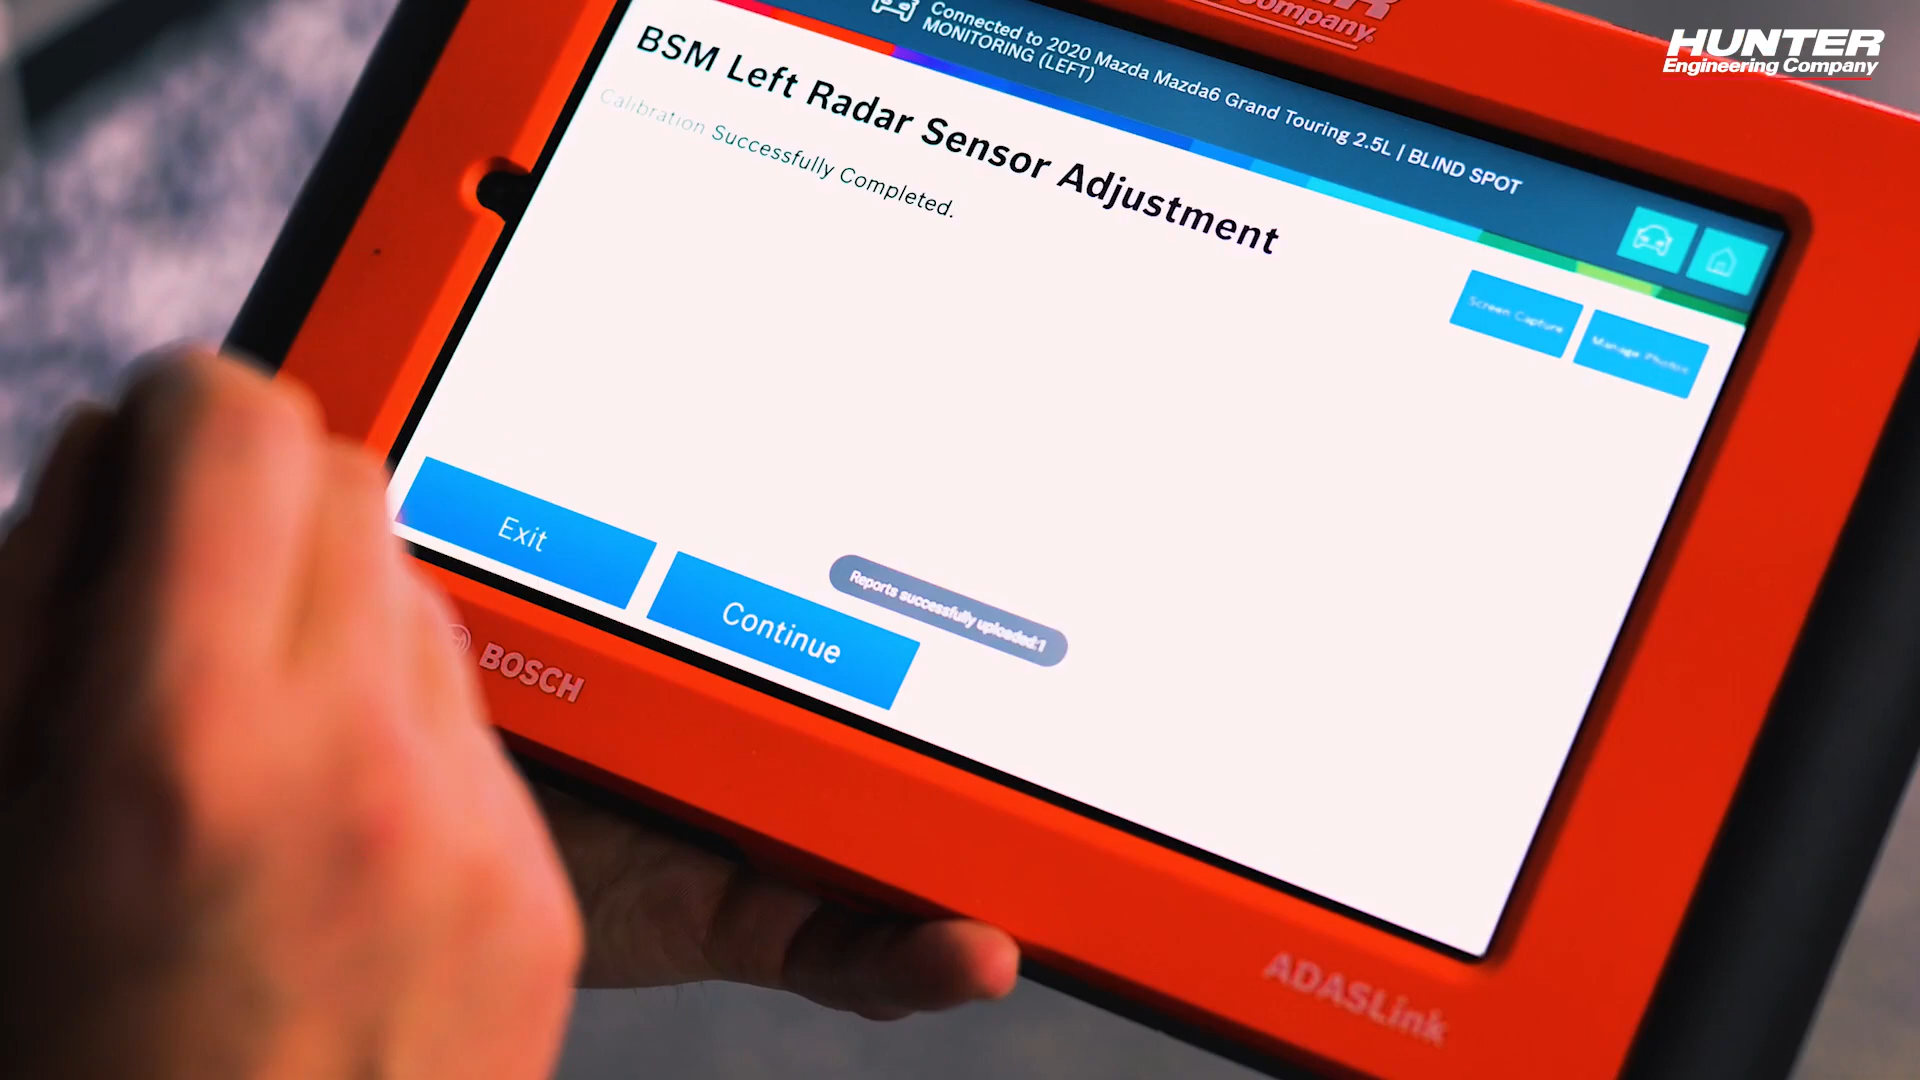 HUNTER
Engineering Company
Company.
Connected to 2020 Mazda Mazda6 Grand Touring 2.5L | BLIND SPOT
MONITORING (LEFT)
BSM Left Radar Sensor Adjustment
Calibration Successfully Completed.
Screen Capture
Manage Photos
Exit
Continue
Reports successfully uploaded:1
BOSCH
ADASLink